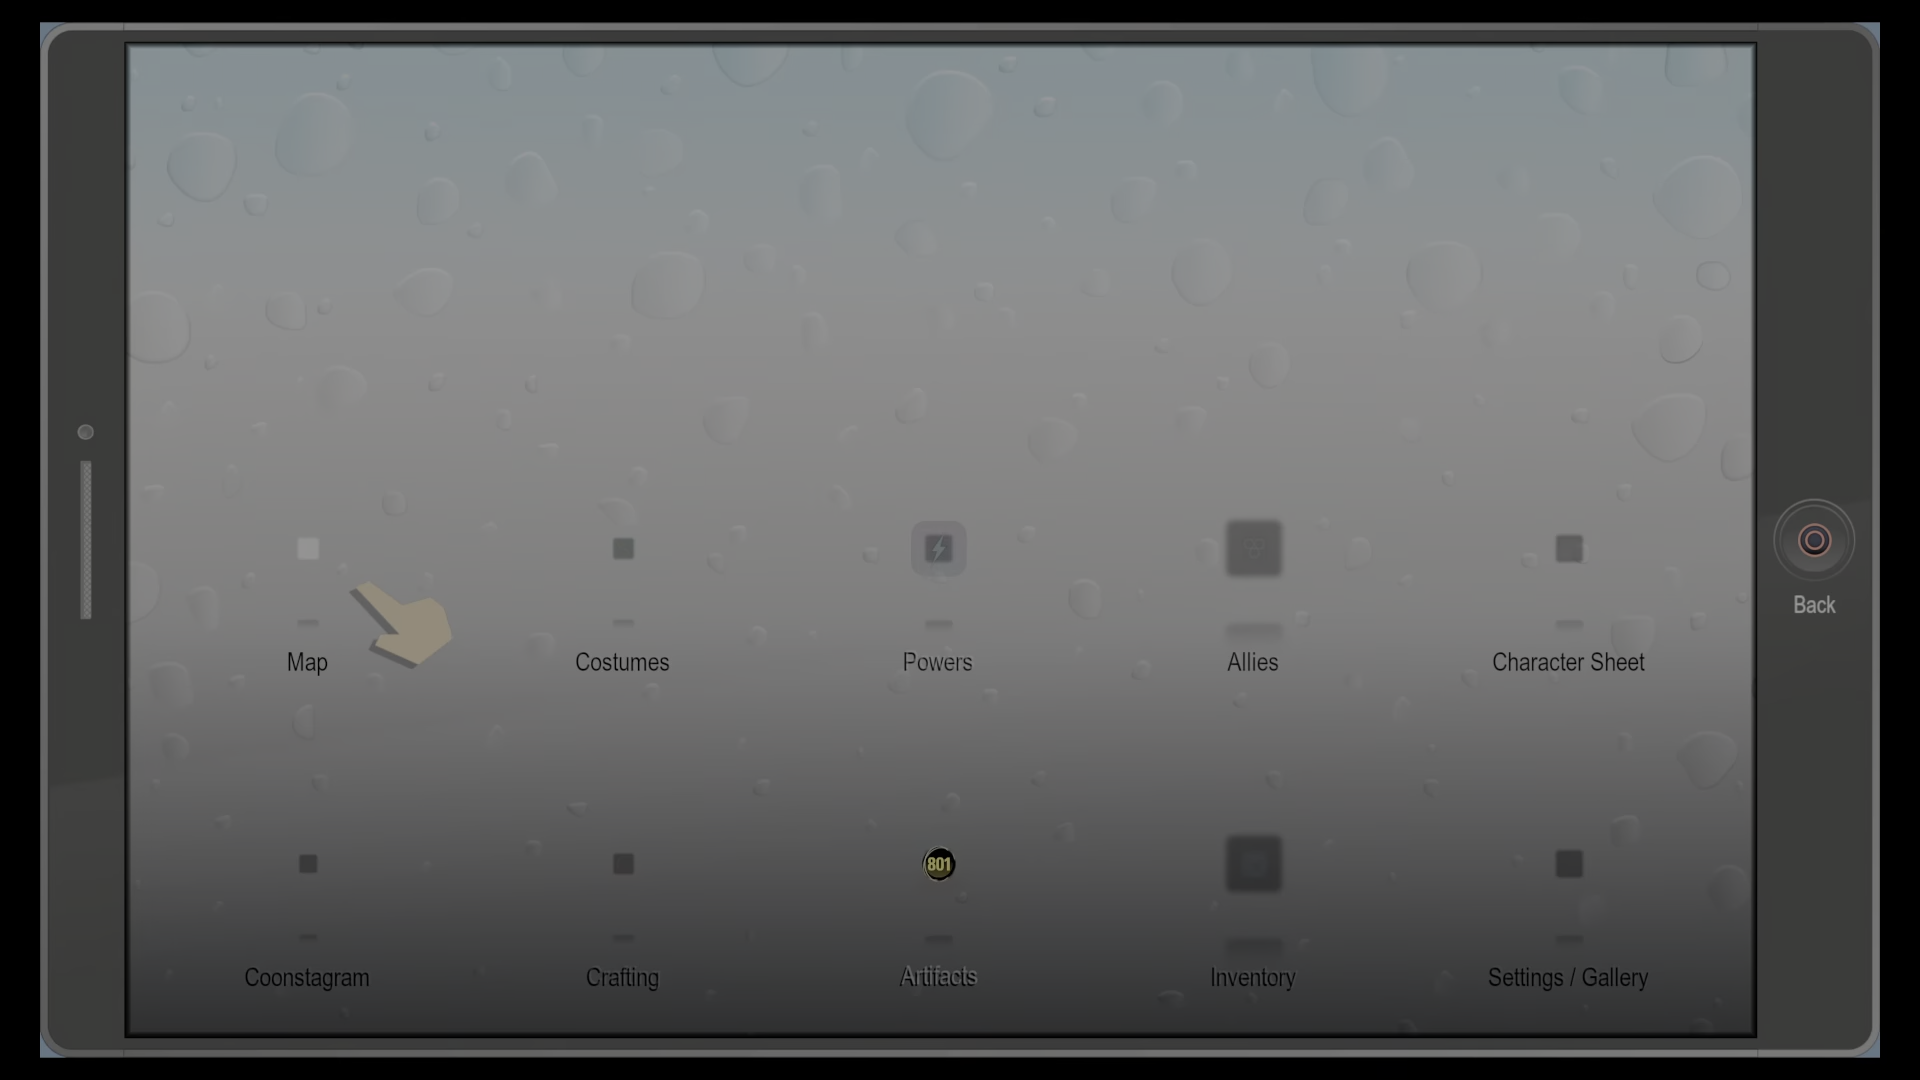 Back
Map
Costumes
Powers
Allies
Character Sheet
801
Coonstagram
Crafting
Artifacts
Inventory
Settings / Gallery